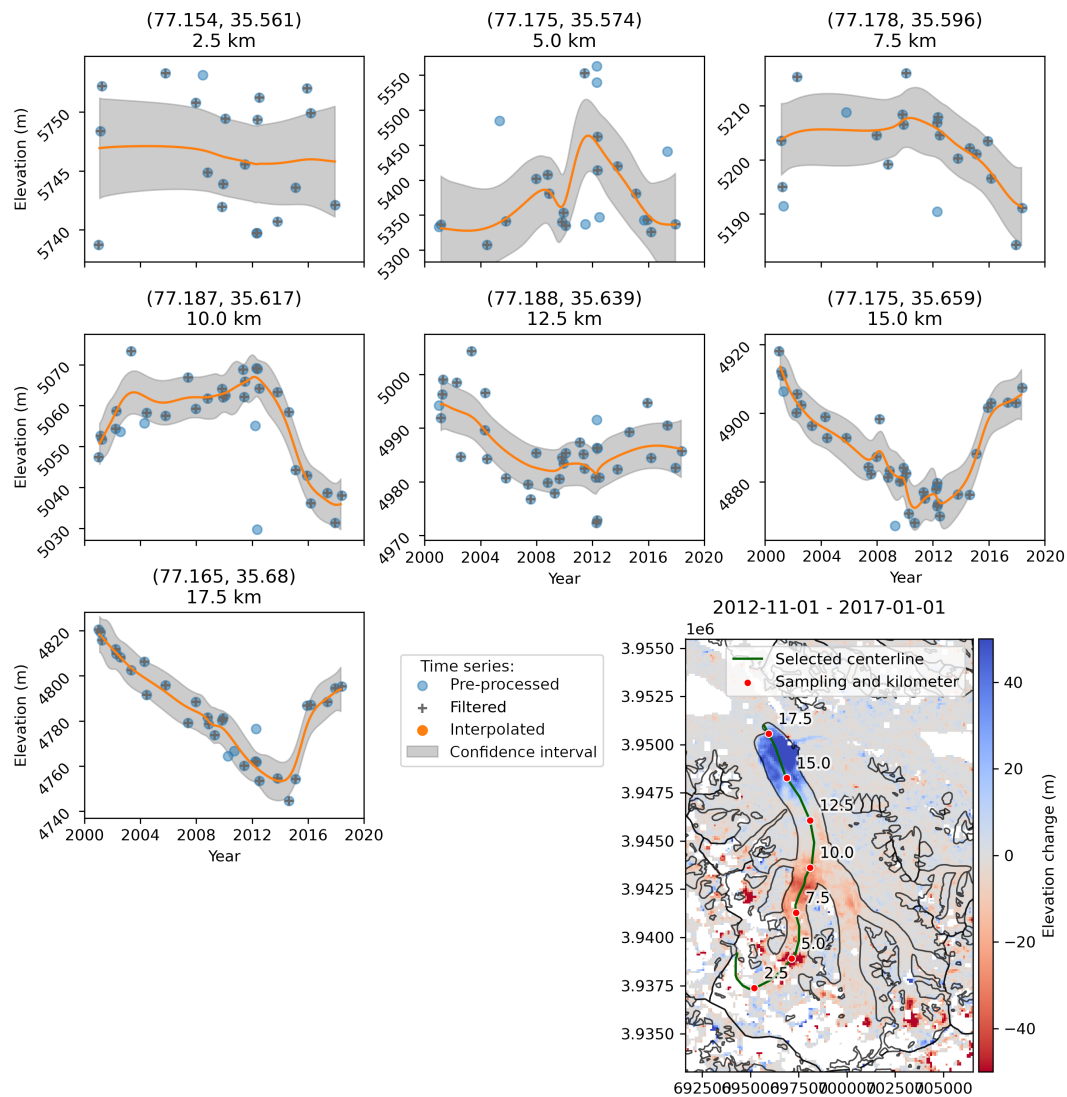 (77.154, 35.561)
2.5 km
(77.175, 35.574)
5.0 km
(77.178, 35.596)
7.5 km
Elevation (m)
5750
5745
5740
5550
5500
5450
5400
5350
5300
5210
5200
5190
(77.187, 35.617)
10.0 km
(77.188, 35.639)
12.5 km
(77.175, 35.659)
15.0 km
Elevation (m)
5070
5060
5050
5040
5030
5000
4990
4980
4970
4920
4900
4880
2000 2004 2008 2012 2016 2020
Year
2000 2004 2008 2012 2016 2020
Year
(77.165, 35.68)
17.5 km
Elevation (m)
4820
4800
4780
4760
4740
2000 2004 2008 2012 2016 2020
Year
Time series:
Pre-processed
Filtered
Interpolated
Confidence interval
2012-11-01 - 2017-01-01
1e6
Selected centerline
Sampling and kilometer
3.9550
3.9525
3.9500
3.9475
3.9450
3.9425
3.9400
3.9375
3.9350
17.5
15.0
12.5
10.0
7.5
5.0
2.5
692500 695000 697500 700000 702500 705000
40
20
0
−20
−40
Elevation change (m)